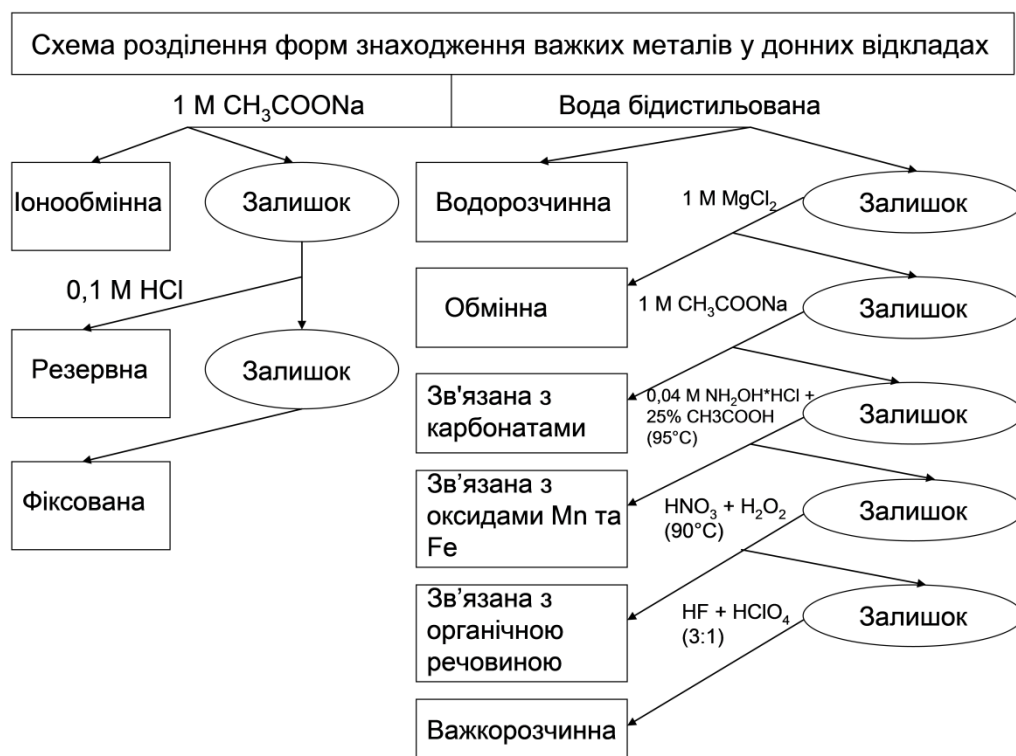 Схема розділення форм знаходження важких металів у донних відкладах
1 М CH₃COONa
Вода бідистильована
Іонообмінна
Залишок
Водорозчинна
1 М MgCl₂
Залишок
0,1 М HCl
Обмінна
1 М CH₃COONa
Залишок
Резервна
Залишок
Зв'язана з
карбонатами
0,04 М NH₂OH*HCl +
25% CH3COOH
(95°C)
Залишок
Фіксована
Зв’язана з
оксидами Mn та
Fe
HNO₃ + H₂O₂
(90°C)
Залишок
Зв’язана з
органічною
речовиною
HF + HClO₄
(3:1)
Залишок
Важкорозчинна